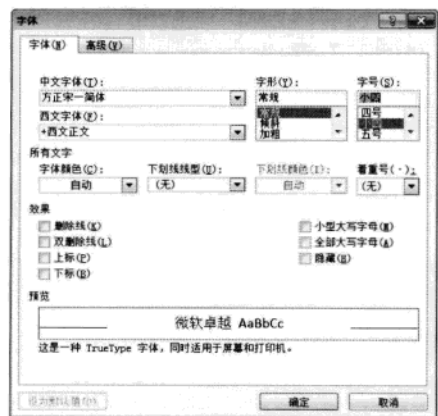 字体
字体(N) 高级(V)
中文字体(T): 字形(Y): 字号(S):
方正宋一简体 常规 小四
西文字体(F): 常规 四号
+西文正文 倾斜 小四
加粗 五号
所有文字
字体颜色(C): 下划线线型(U): 下划线颜色(I): 着重号(·):
自动 (无) 自动 (无)
效果
删除线(K) 小型大写字母(M)
双删除线(L) 全部大写字母(A)
上标(P) 隐藏(H)
下标(B)
预览
微软卓越 AaBbCc
这是一种 TrueType 字体，同时适用于屏幕和打印机。
设为默认值(D) 确定 取消